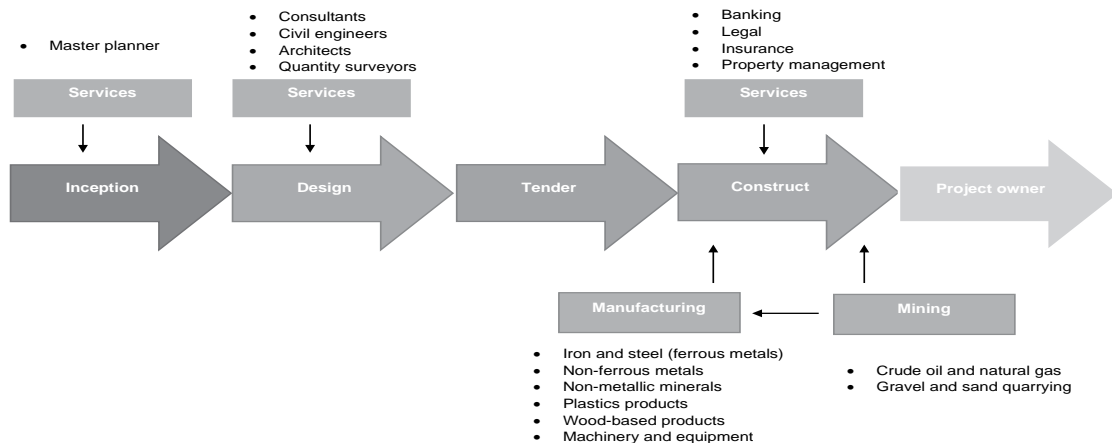 • Master planner
• Consultants
• Civil engineers
• Architects
• Quantity surveyors
• Banking
• Legal
• Insurance
• Property management
Services
Services
Services
Inception
Design
Tender
Construct
Project owner
Manufacturing
Mining
• Iron and steel (ferrous metals)
• Non-ferrous metals
• Non-metallic minerals
• Plastics products
• Wood-based products
• Machinery and equipment
• Crude oil and natural gas
• Gravel and sand quarrying